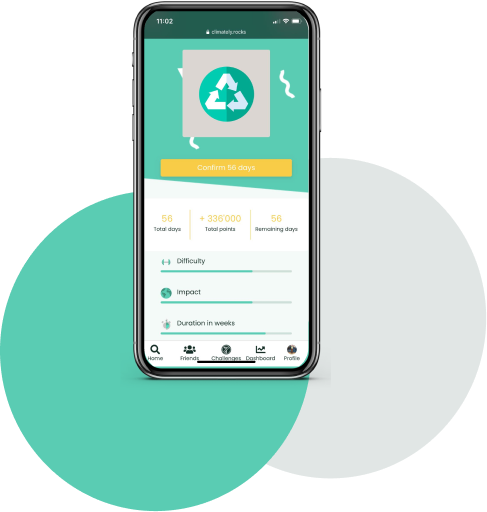 11:02
climately.rocks
Confirm 56 days
56
+ 336'000
56
Total days
Total points
Remaining days
Difficulty
Impact
Duration in weeks
Home
Friends
Challenges
Dashboard
Profile